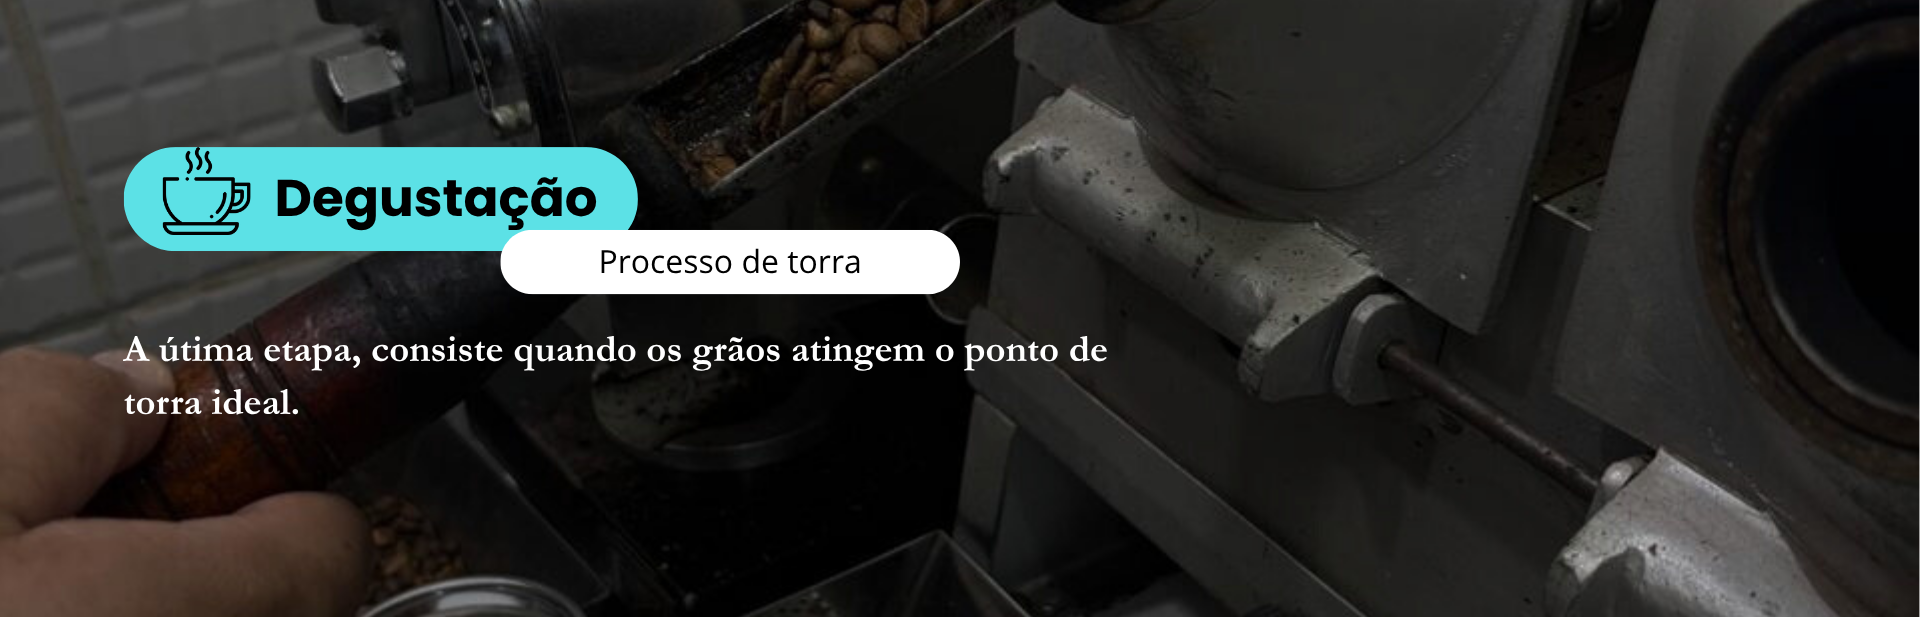 Degustação
Processo de torra
A útima etapa, consiste quando os grãos atingem o ponto de
torra ideal.